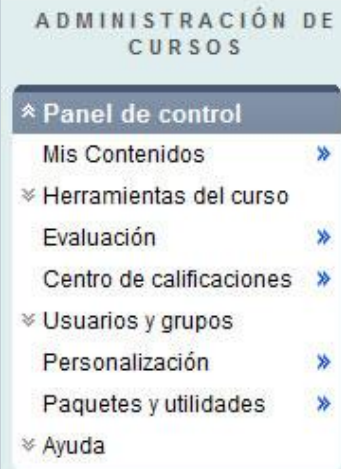 ADMINISTRACIÓN DE
CURSOS
Panel de control
Mis Contenidos
Herramientas del curso
Evaluación
Centro de calificaciones
Usuarios y grupos
Personalización
Paquetes y utilidades
Ayuda